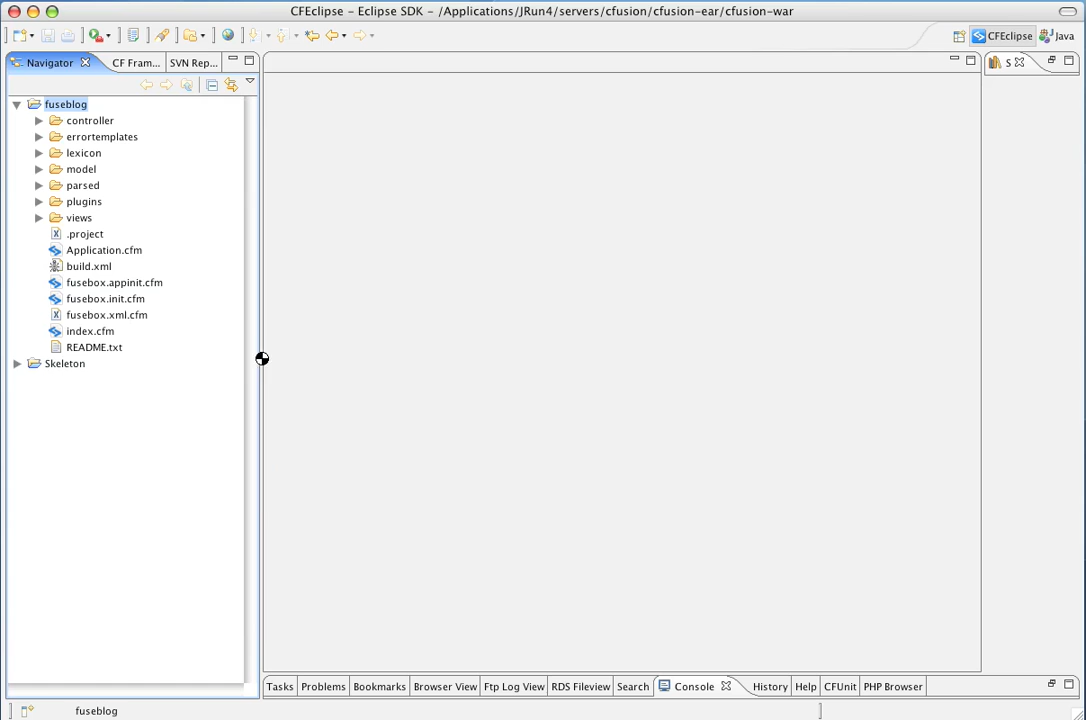 CFEclipse – Eclipse SDK – /Applications/JRun4/servers/cfusion/cfusion-ear/cfusion-war
CFEclipse Java
Navigator CF Fram... SVN Rep... S
fuseblog
controller
errortemplates
lexicon
model
parsed
plugins
views
.project
Application.cfm
build.xml
fusebox.appinit.cfm
fusebox.init.cfm
fusebox.xml.cfm
index.cfm
README.txt
Skeleton
Tasks Problems Bookmarks Browser View Ftp Log View RDS Fileview Search Console History Help CFUnit PHP Browser
fuseblog